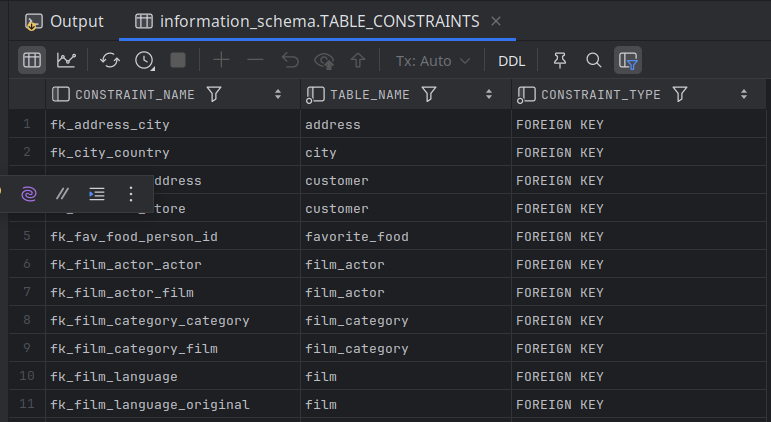 Output information_schema.TABLE_CONSTRAINTS
Tx: Auto DDL
CONSTRAINT_NAME TABLE_NAME CONSTRAINT_TYPE
1 fk_address_city address FOREIGN KEY
2 fk_city_country city FOREIGN KEY
ddress customer FOREIGN KEY
tore customer FOREIGN KEY
5 fk_fav_food_person_id favorite_food FOREIGN KEY
6 fk_film_actor_actor film_actor FOREIGN KEY
7 fk_film_actor_film film_actor FOREIGN KEY
8 fk_film_category_category film_category FOREIGN KEY
9 fk_film_category_film film_category FOREIGN KEY
10 fk_film_language film FOREIGN KEY
11 fk_film_language_original film FOREIGN KEY